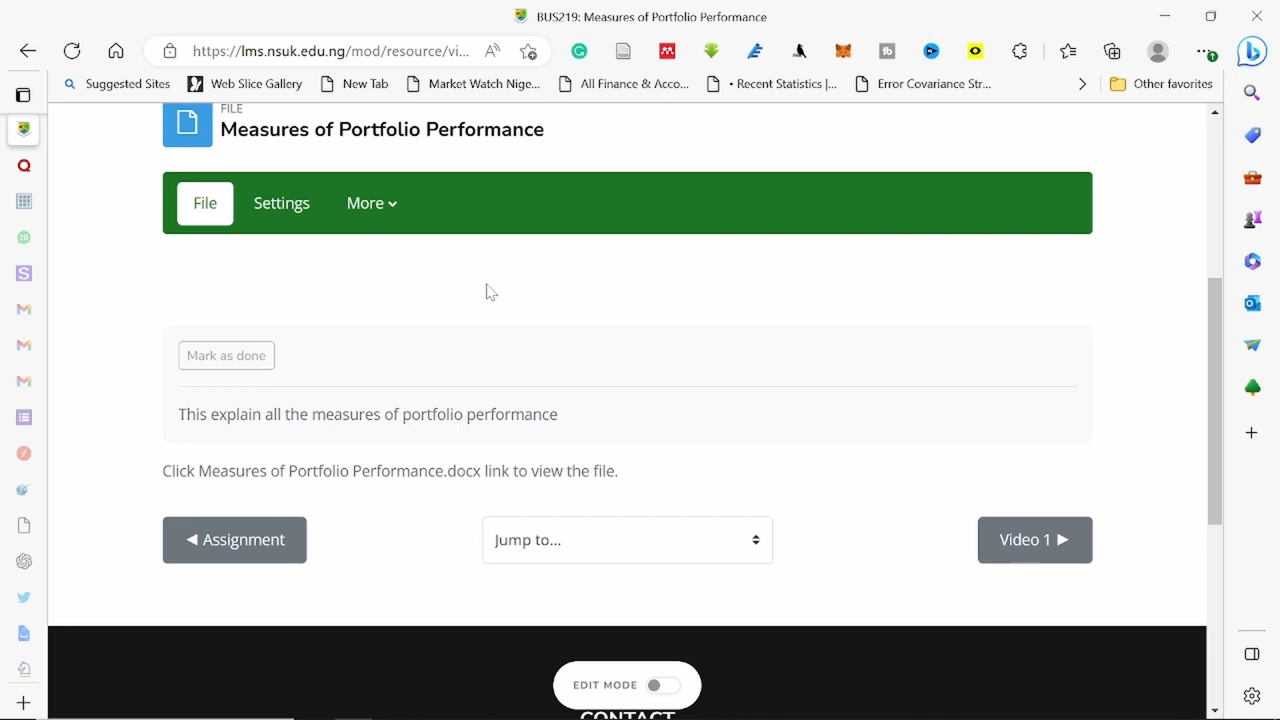 BUS219: Measures of Portfolio Performance
https://lms.nsuk.edu.ng/mod/resource/vi...
Suggested Sites
Web Slice Gallery
New Tab
Market Watch Nige...
All Finance & Acco...
• Recent Statistics |...
Error Covariance Str...
Other favorites
FILE
Measures of Portfolio Performance
File
Settings
More
Mark as done
This explain all the measures of portfolio performance
Click Measures of Portfolio Performance.docx link to view the file.
◀ Assignment
Jump to...
Video 1 ▶
EDIT MODE
CONTACT